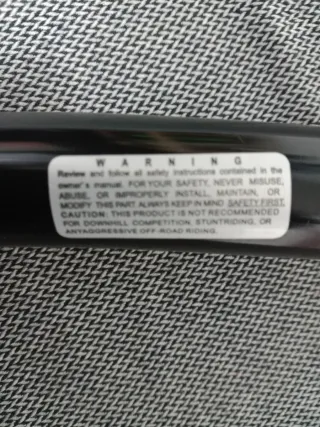 WARNING
Review and follow all safety instructions contained in the
owner's manual. FOR YOUR SAFETY, NEVER MISUSE,
ABUSE, OR IMPROPERLY INSTALL, MAINTAIN, OR
MODIFY THIS PART. ALWAYS KEEP IN MIND SAFETY FIRST.
CAUTION: THIS PRODUCT IS NOT RECOMMENDED
FOR DOWNHILL COMPETITION, STUNTRIDING, OR
ANYAGGRESSIVE OFF-ROAD RIDING.